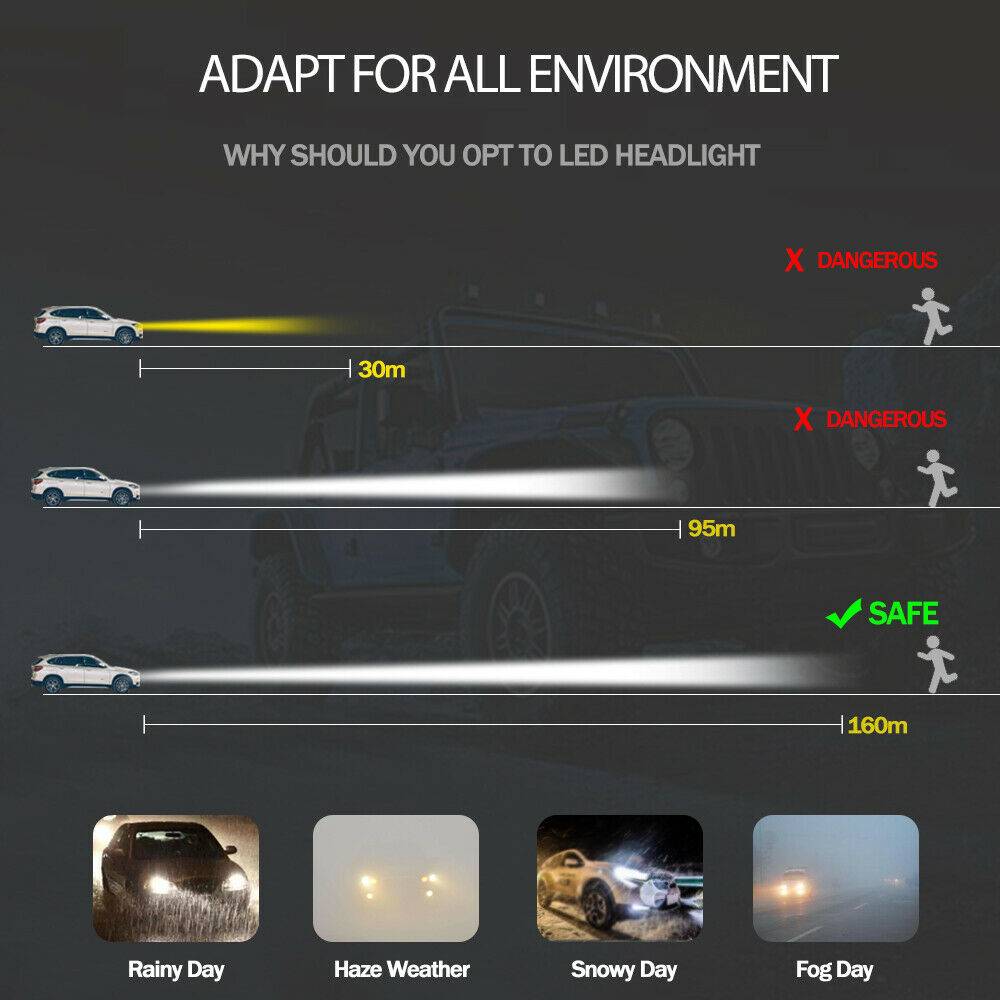 ADAPT FOR ALL ENVIRONMENT
WHY SHOULD YOU OPT TO LED HEADLIGHT
X DANGEROUS
30m
X DANGEROUS
95m
SAFE
160m
Rainy Day
Haze Weather
Snowy Day
Fog Day